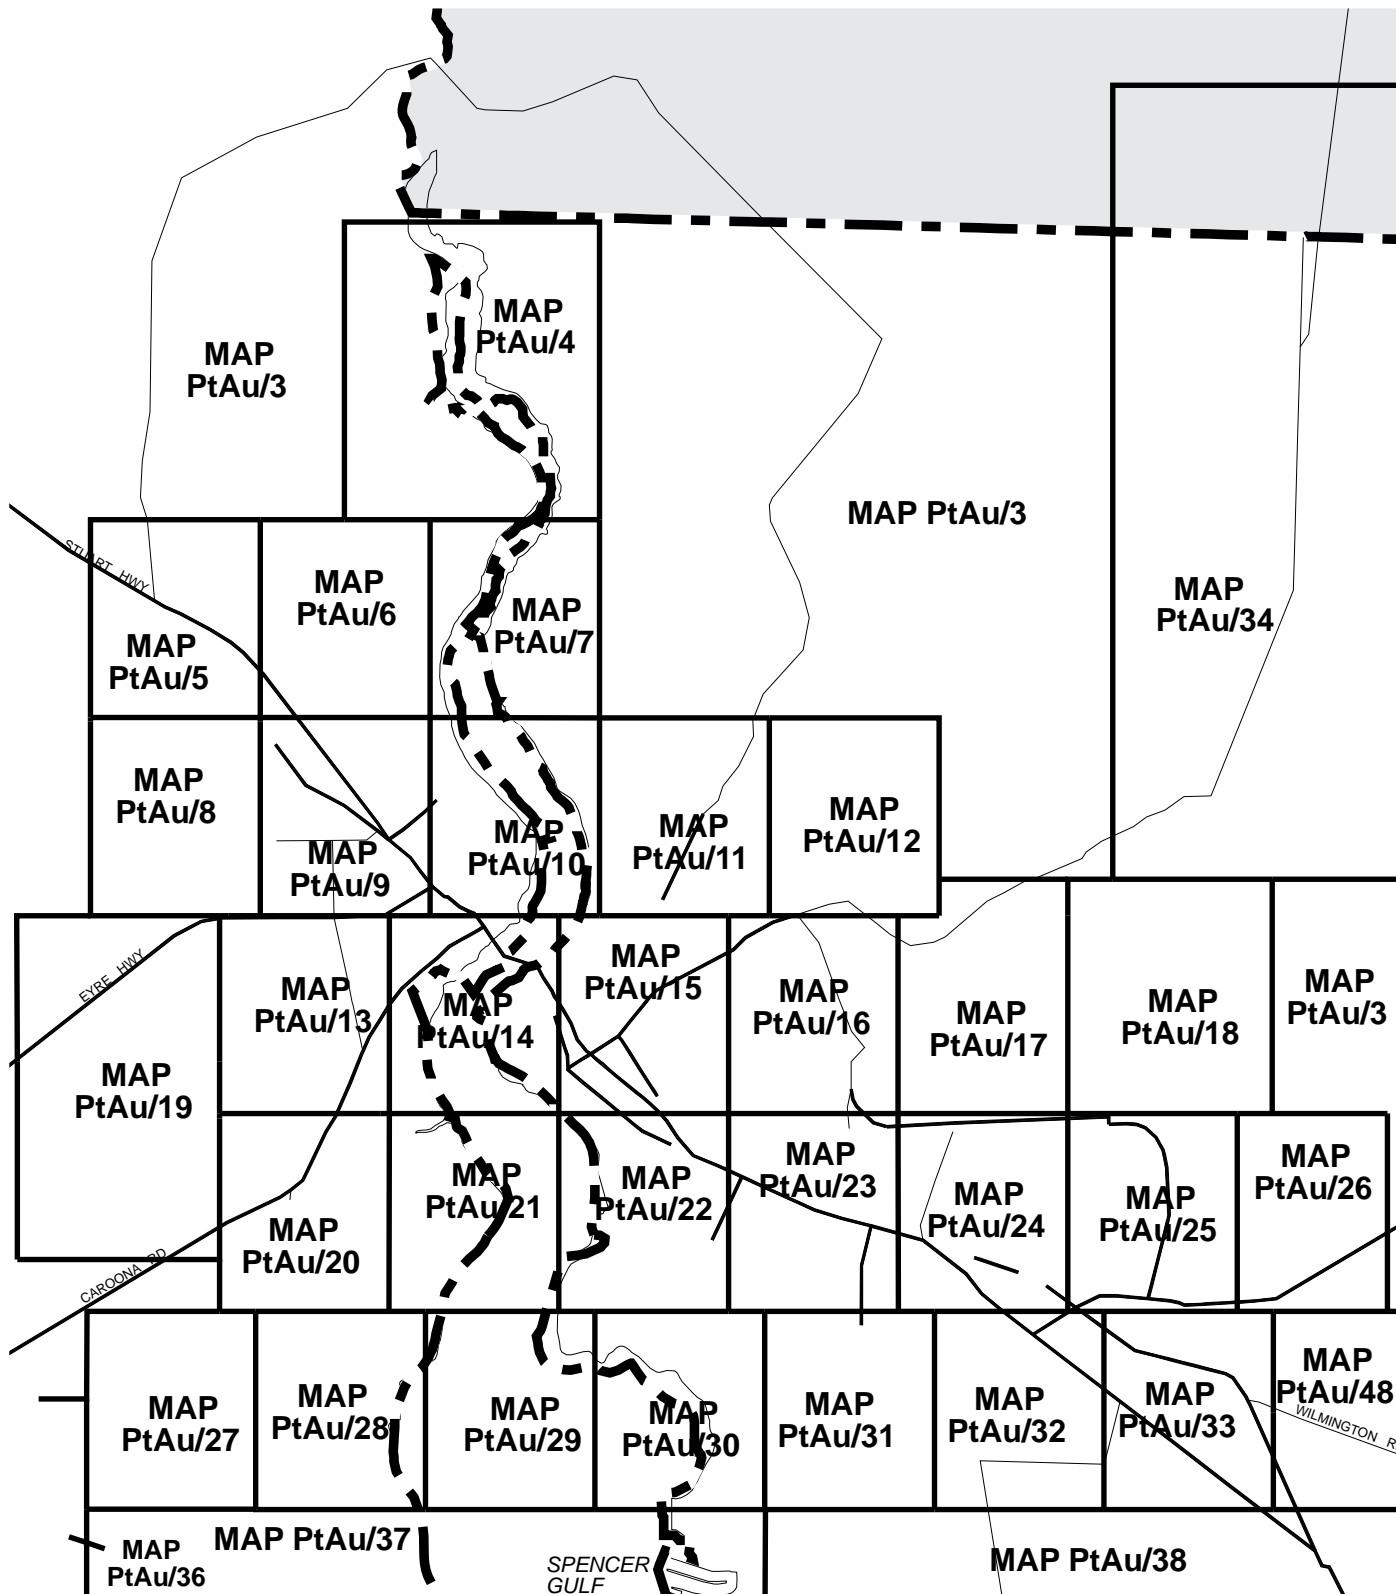 MAP
PtAu/4
MAP
PtAu/3
MAP PtAu/3
STUART HWY
MAP
PtAu/6
MAP
PtAu/7
MAP
PtAu/34
MAP
PtAu/5
MAP
PtAu/8
MAP
PtAu/9
MAP
PtAu/10
MAP
PtAu/11
MAP
PtAu/12
EYRE HWY
MAP
PtAu/13
MAP
PtAu/14
MAP
PtAu/15
MAP
PtAu/16
MAP
PtAu/17
MAP
PtAu/18
MAP
PtAu/3
MAP
PtAu/19
MAP
PtAu/20
MAP
PtAu/21
MAP
PtAu/22
MAP
PtAu/23
MAP
PtAu/24
MAP
PtAu/25
MAP
PtAu/26
CAROONA RD
MAP
PtAu/27
MAP
PtAu/28
MAP
PtAu/29
MAP
PtAu/30
MAP
PtAu/31
MAP
PtAu/32
MAP
PtAu/33
MAP
PtAu/48
WILMINGTON R
MAP
PtAu/36
MAP PtAu/37
SPENCER
GULF
MAP PtAu/38